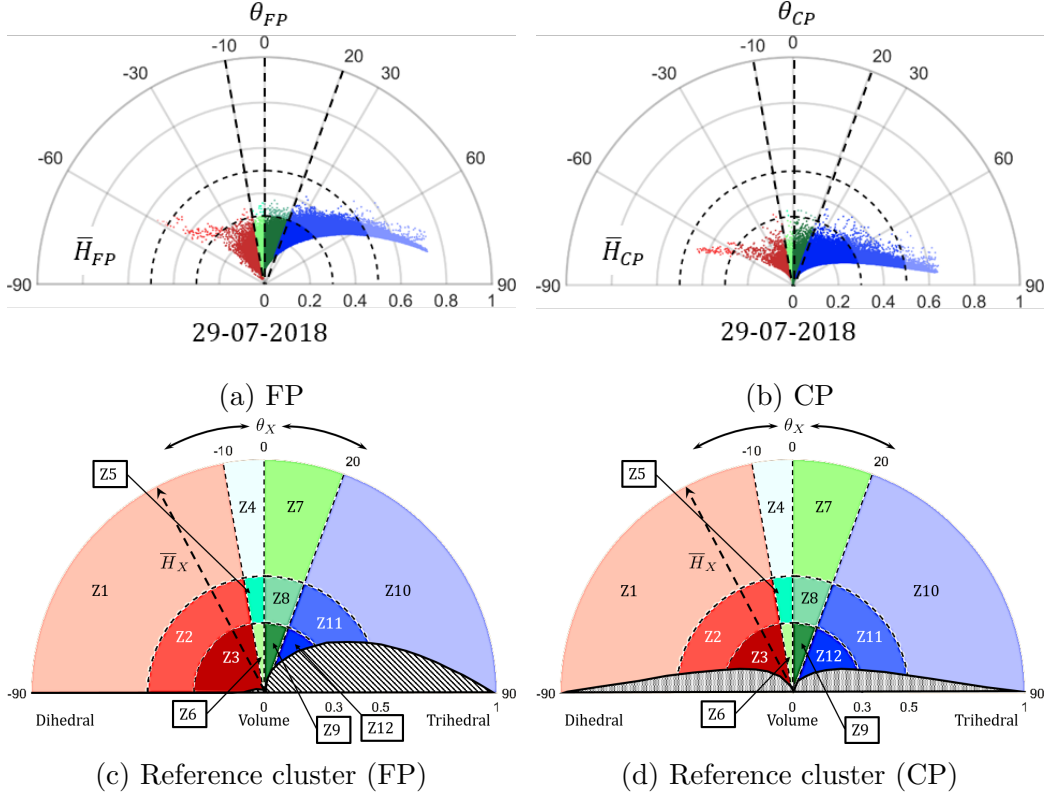 θ_FP
-10 0 20
-30 30
-60 60
H̅_FP
-90 90
0 0.2 0.4 0.6 0.8 1
29-07-2018
(a) FP
θ_CP
-10 0 20
-30 30
-60 60
H̅_CP
-90 90
0 0.2 0.4 0.6 0.8 1
29-07-2018
(b) CP
θ_X
-10 0 20
Z5
Z4 Z7
H̅_X
Z1 Z8 Z10
Z2 Z11
Z3
-90 90
Z6 0 0.3 0.5 1
Dihedral Volume Trihedral
Z9 Z12
(c) Reference cluster (FP)
θ_X
-10 0 20
Z5
Z4 Z7
H̅_X
Z1 Z8 Z10
Z2 Z11
Z3 Z12
-90 90
Z6 0 0.3 0.5 1
Dihedral Volume Trihedral
Z9
(d) Reference cluster (CP)